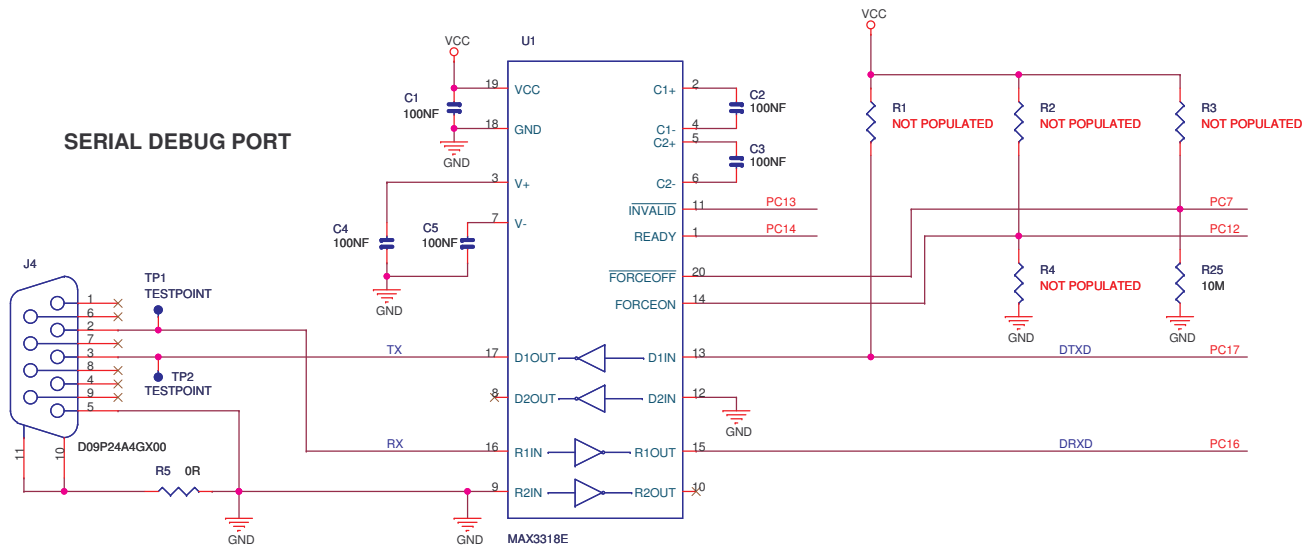 VCC
U1
VCC
C1
100NF
19
VCC
18
GND
GND
C1+
2
C1-
4
C2
100NF
C2+
5
C2-
6
C3
100NF
R1
NOT POPULATED
R2
NOT POPULATED
R3
NOT POPULATED
SERIAL DEBUG PORT
3
V+
7
V-
C4
100NF
C5
100NF
GND
INVALID
11
PC13
READY
1
PC14
PC7
PC12
FORCEOFF
20
FORCEON
14
R4
NOT POPULATED
GND
R25
10M
GND
J4
TP1
TESTPOINT
1
6
2
7
3
8
4
9
5
TP2
TESTPOINT
D09P24A4GX00
11
10
TX
17
D1OUT
D1IN
13
DTXD
PC17
8
D2OUT
D2IN
12
GND
RX
16
R1IN
R1OUT
15
DRXD
PC16
R5
0R
9
R2IN
R2OUT
10
GND
GND
MAX3318E